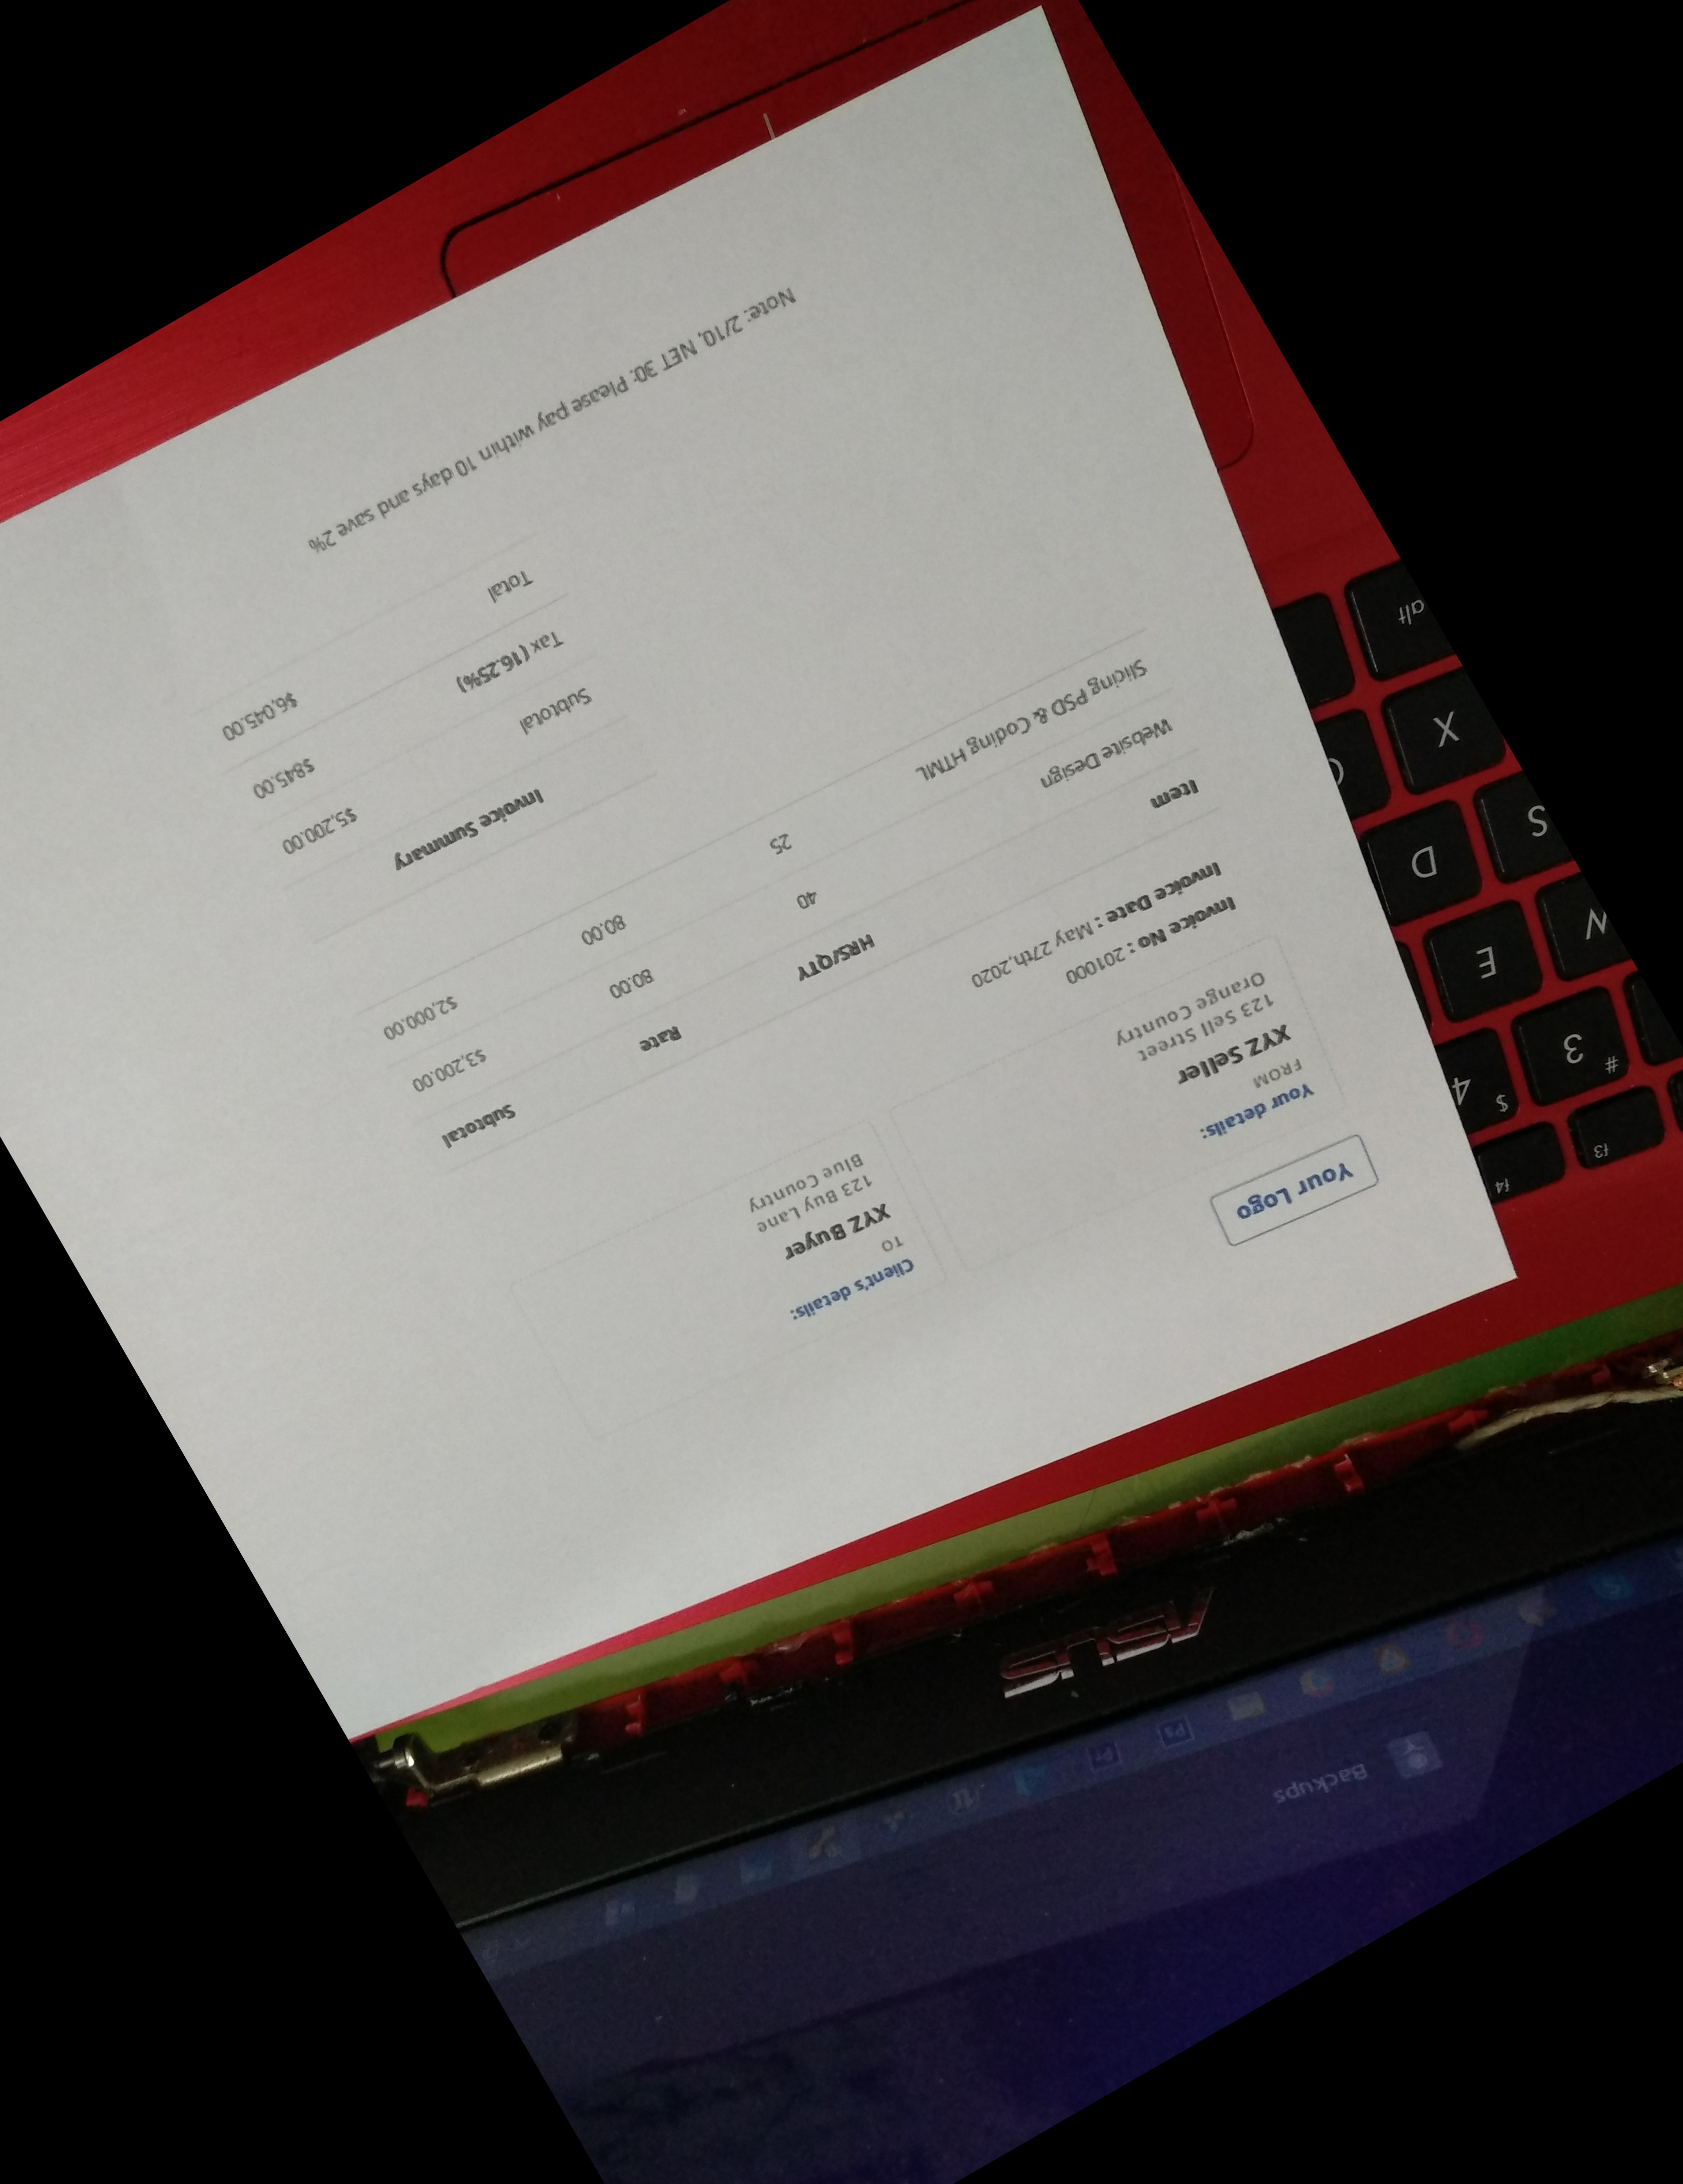 Your Logo
Your details:
FROM
XYZ Seller
123 Sell Street
Orange Country
Client's details:
TO
XYZ Buyer
123 Buy Lane
Blue Country
Invoice No : 201000
Invoice Date : May 27th,2020
Item HRS/QTY Rate Subtotal
Website Design 40 80.00 $3,200.00
Slicing PSD & Coding HTML 25 80.00 $2,000.00
Invoice Summary
Subtotal $5,200.00
Tax (16.25%) $845.00
Total $6,045.00
Note: 2/10, NET 30: Please pay within 10 days and save 2%
f4
f3
$
4
#
3
E
W
D
S
X
alt
ASUS
Backups
Pr
Ps